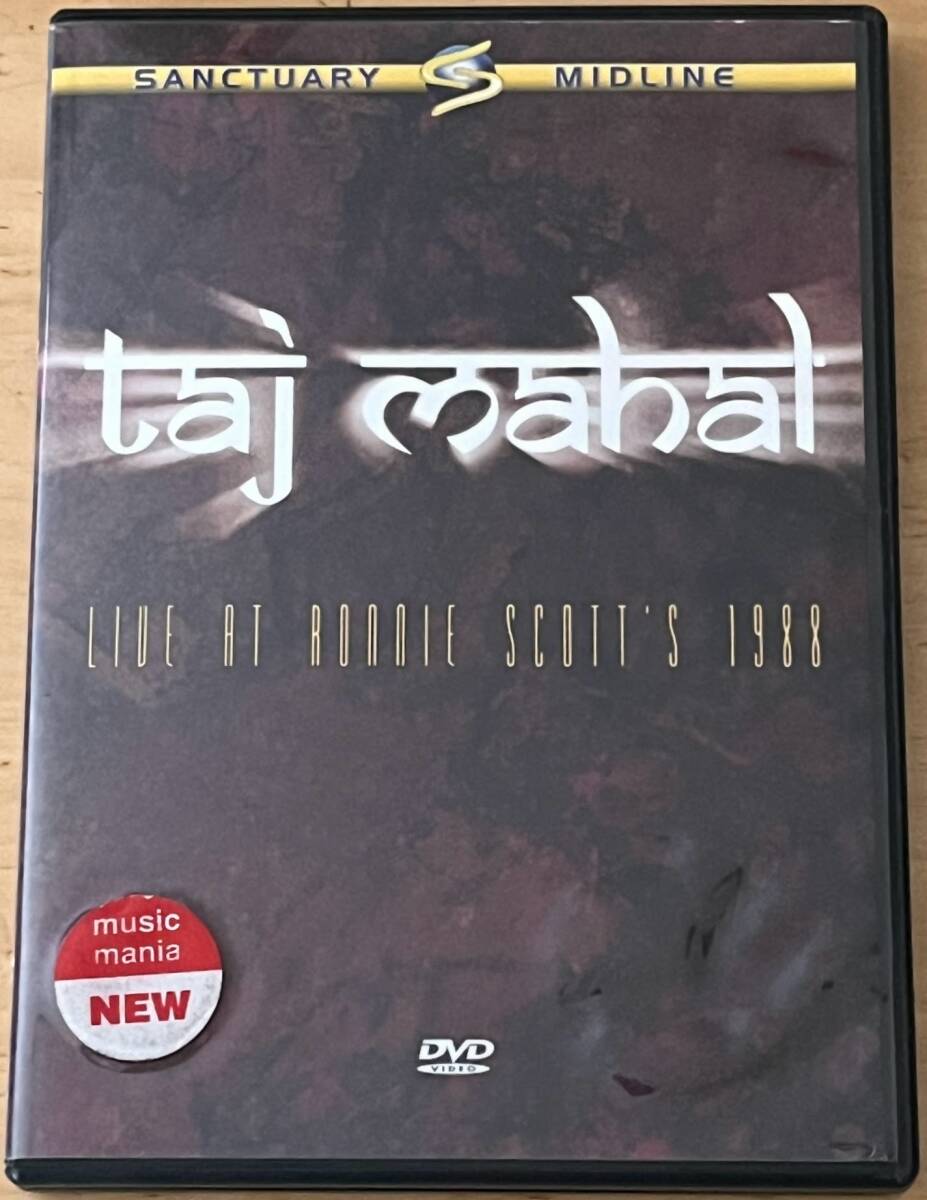 SANCTUARY S MIDLINE
taj mahal
LIVE AT RONNIE SCOTT'S 1988
music
mania
NEW
DVD
VIDEO